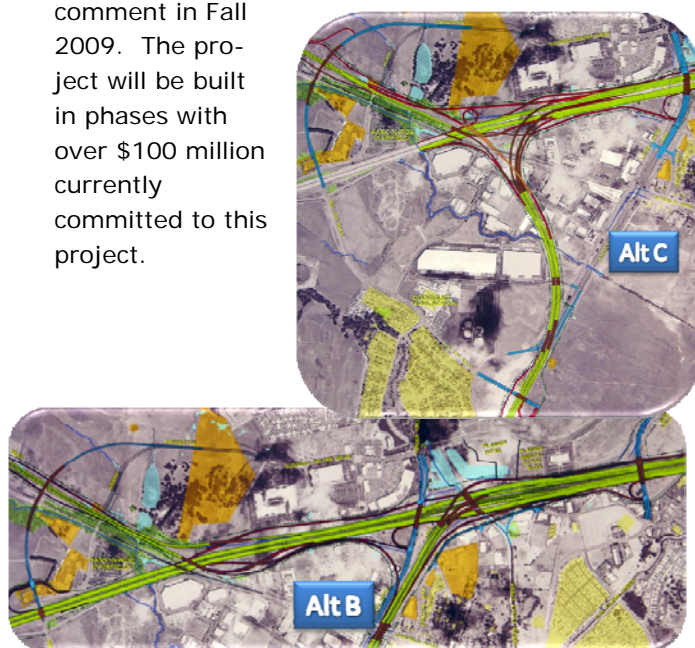 comment in Fall
2009. The pro-
ject will be built
in phases with
over $100 million
currently
committed to this
project.
Alt C
Alt B